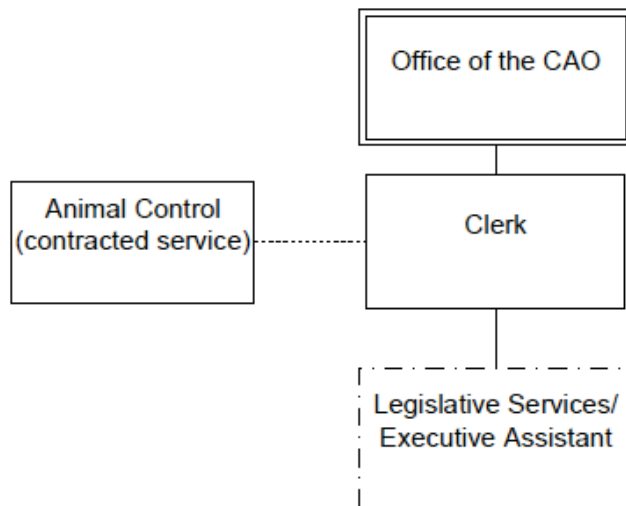 Office of the CAO
Animal Control
(contracted service)
Clerk
Legislative Services/
Executive Assistant